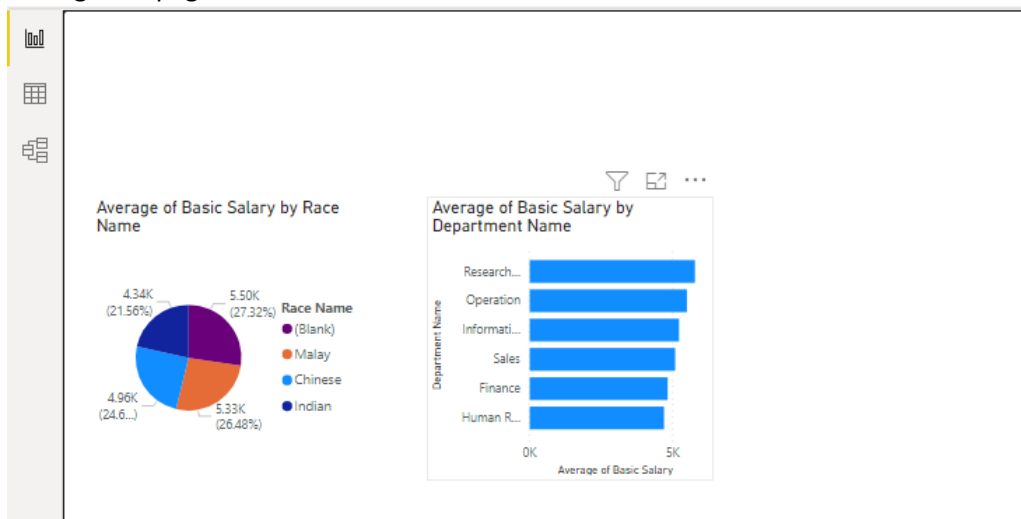 Average of Basic Salary by Race
Name
4.34K
(21.56%)
5.50K
(27.32%)
4.96K
(24.6...)
5.33K
(26.48%)
Race Name
(Blank)
Malay
Chinese
Indian
Average of Basic Salary by
Department Name
Department Name
Research...
Operation
Informati...
Sales
Finance
Human R...
0K 5K
Average of Basic Salary